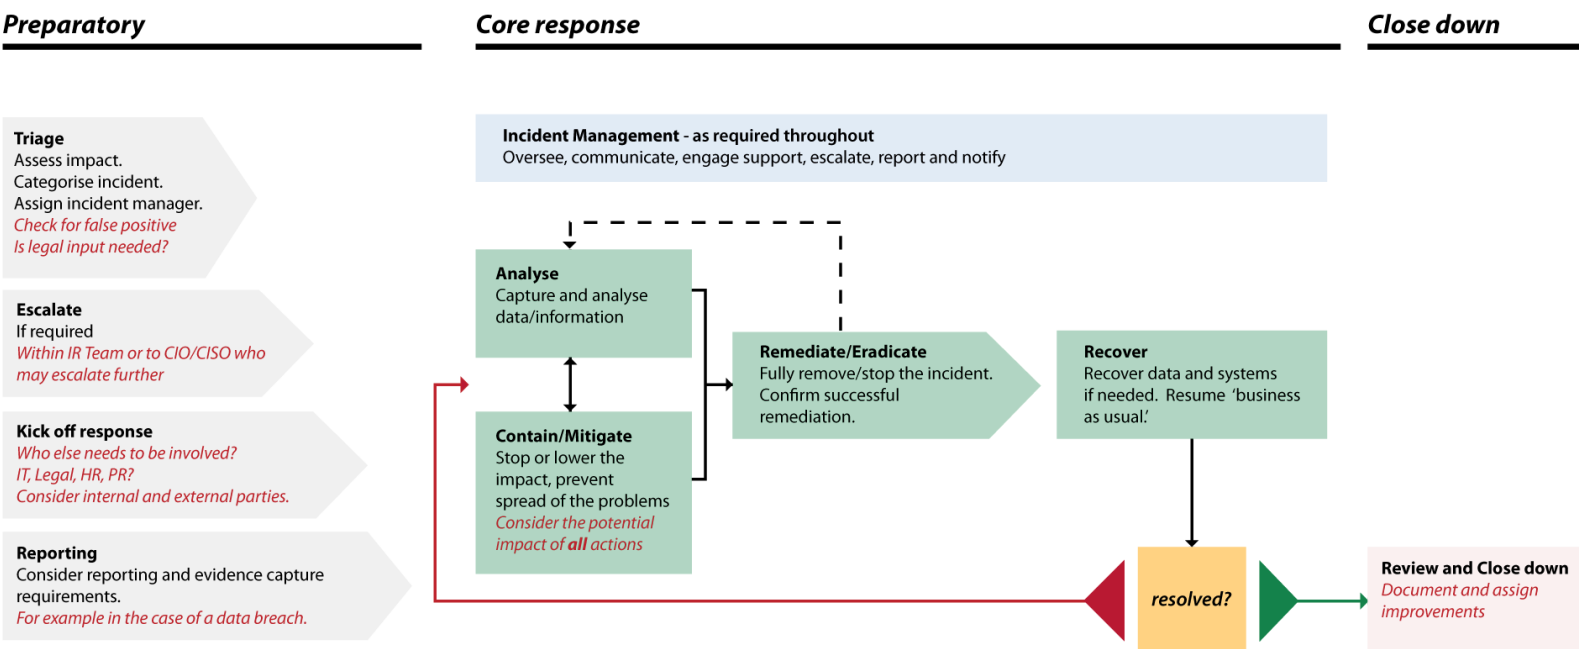 Preparatory
Core response
Close down
Triage
Assess impact.
Categorise incident.
Assign incident manager.
Check for false positive
Is legal input needed?
Escalate
If required
Within IR Team or to CIO/CISO who
may escalate further
Kick off response
Who else needs to be involved?
IT, Legal, HR, PR?
Consider internal and external parties.
Reporting
Consider reporting and evidence capture
requirements.
For example in the case of a data breach.
Incident Management - as required throughout
Oversee, communicate, engage support, escalate, report and notify
Analyse
Capture and analyse
data/information
Contain/Mitigate
Stop or lower the
impact, prevent
spread of the problems
Consider the potential
impact of all actions
Remediate/Eradicate
Fully remove/stop the incident.
Confirm successful
remediation.
Recover
Recover data and systems
if needed.  Resume ‘business
as usual.’
resolved?
Review and Close down
Document and assign
improvements